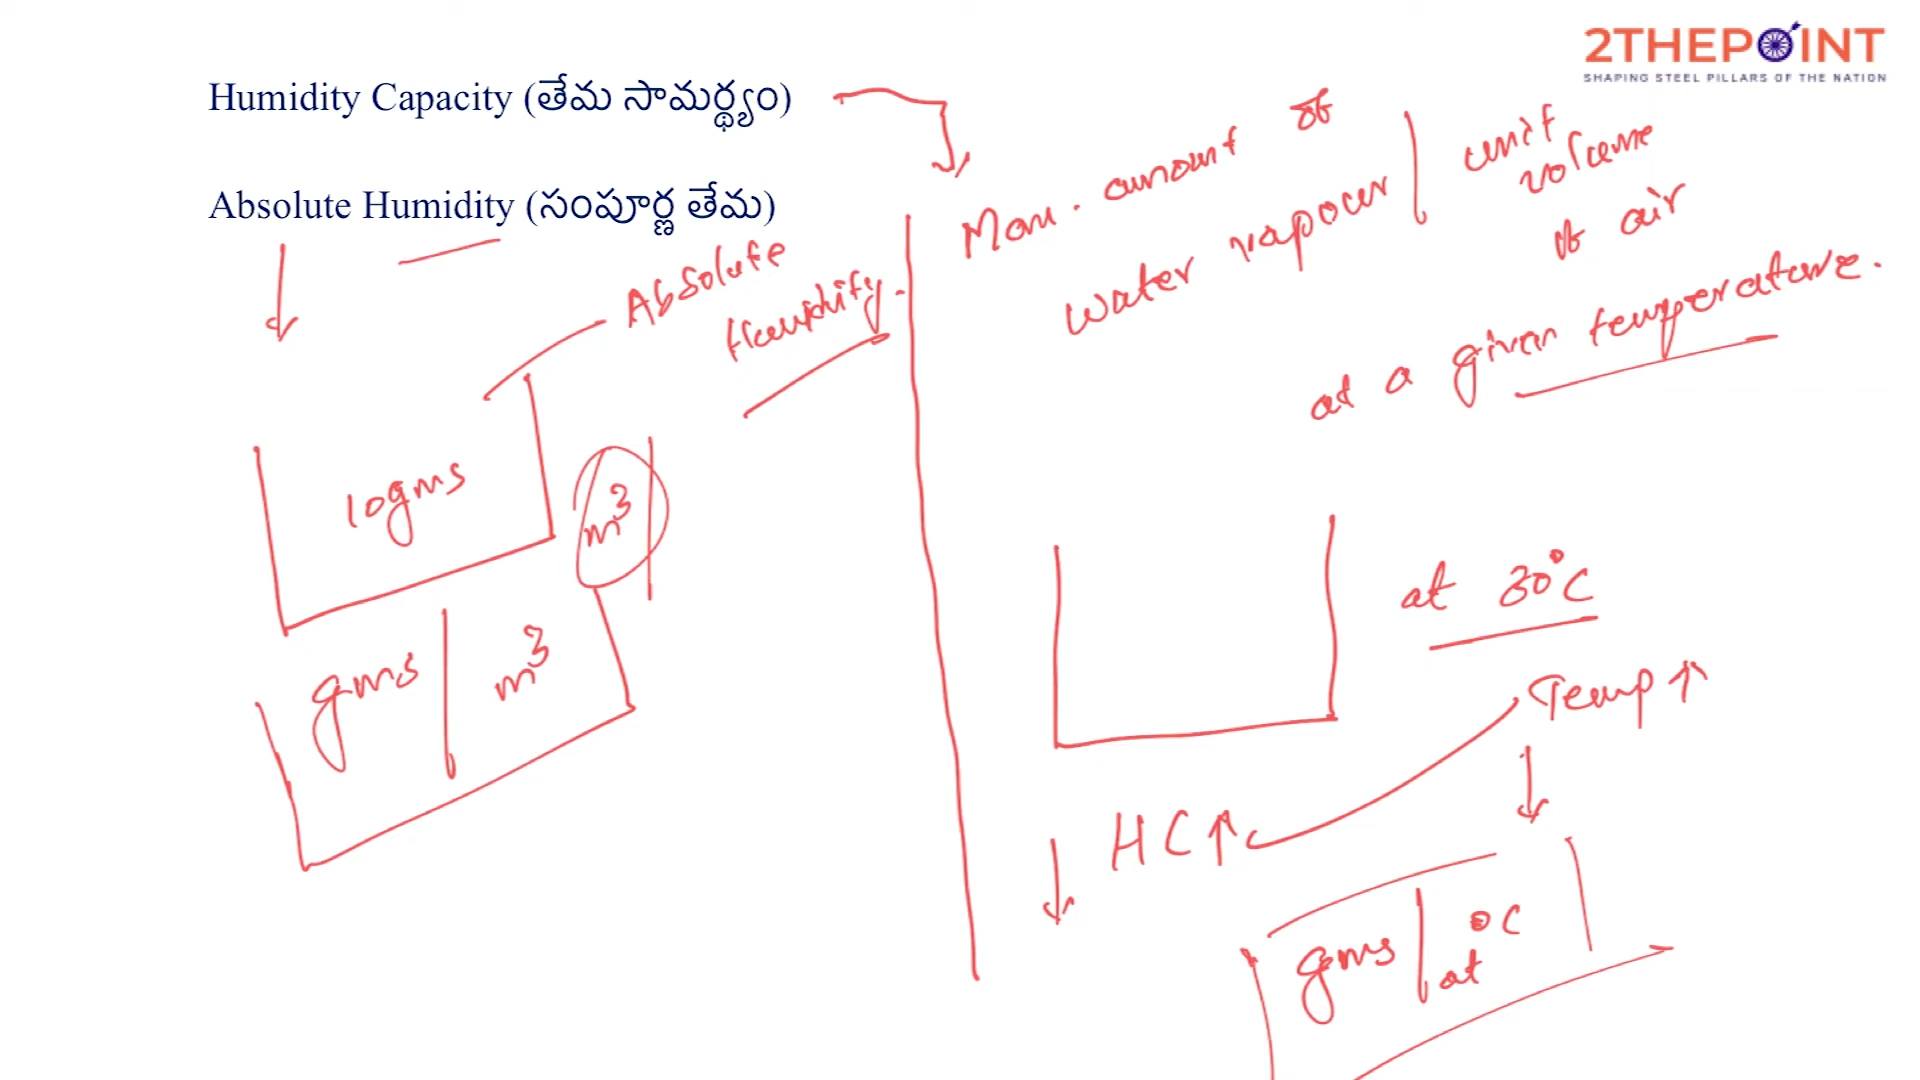 2THEPOINT
SHAPING STEEL PILLARS OF THE NATION
Humidity Capacity (తేమ సామర్థ్యం)
Absolute Humidity (సంపూర్ణ తేమ)
Absolute
Humidity.
10gms
m³
gms | m³
Max. amount of
water vapour | unit
volume
of air
at a given temperature.
at 30°C
Temp ↑
HC ↑
gms | at °C